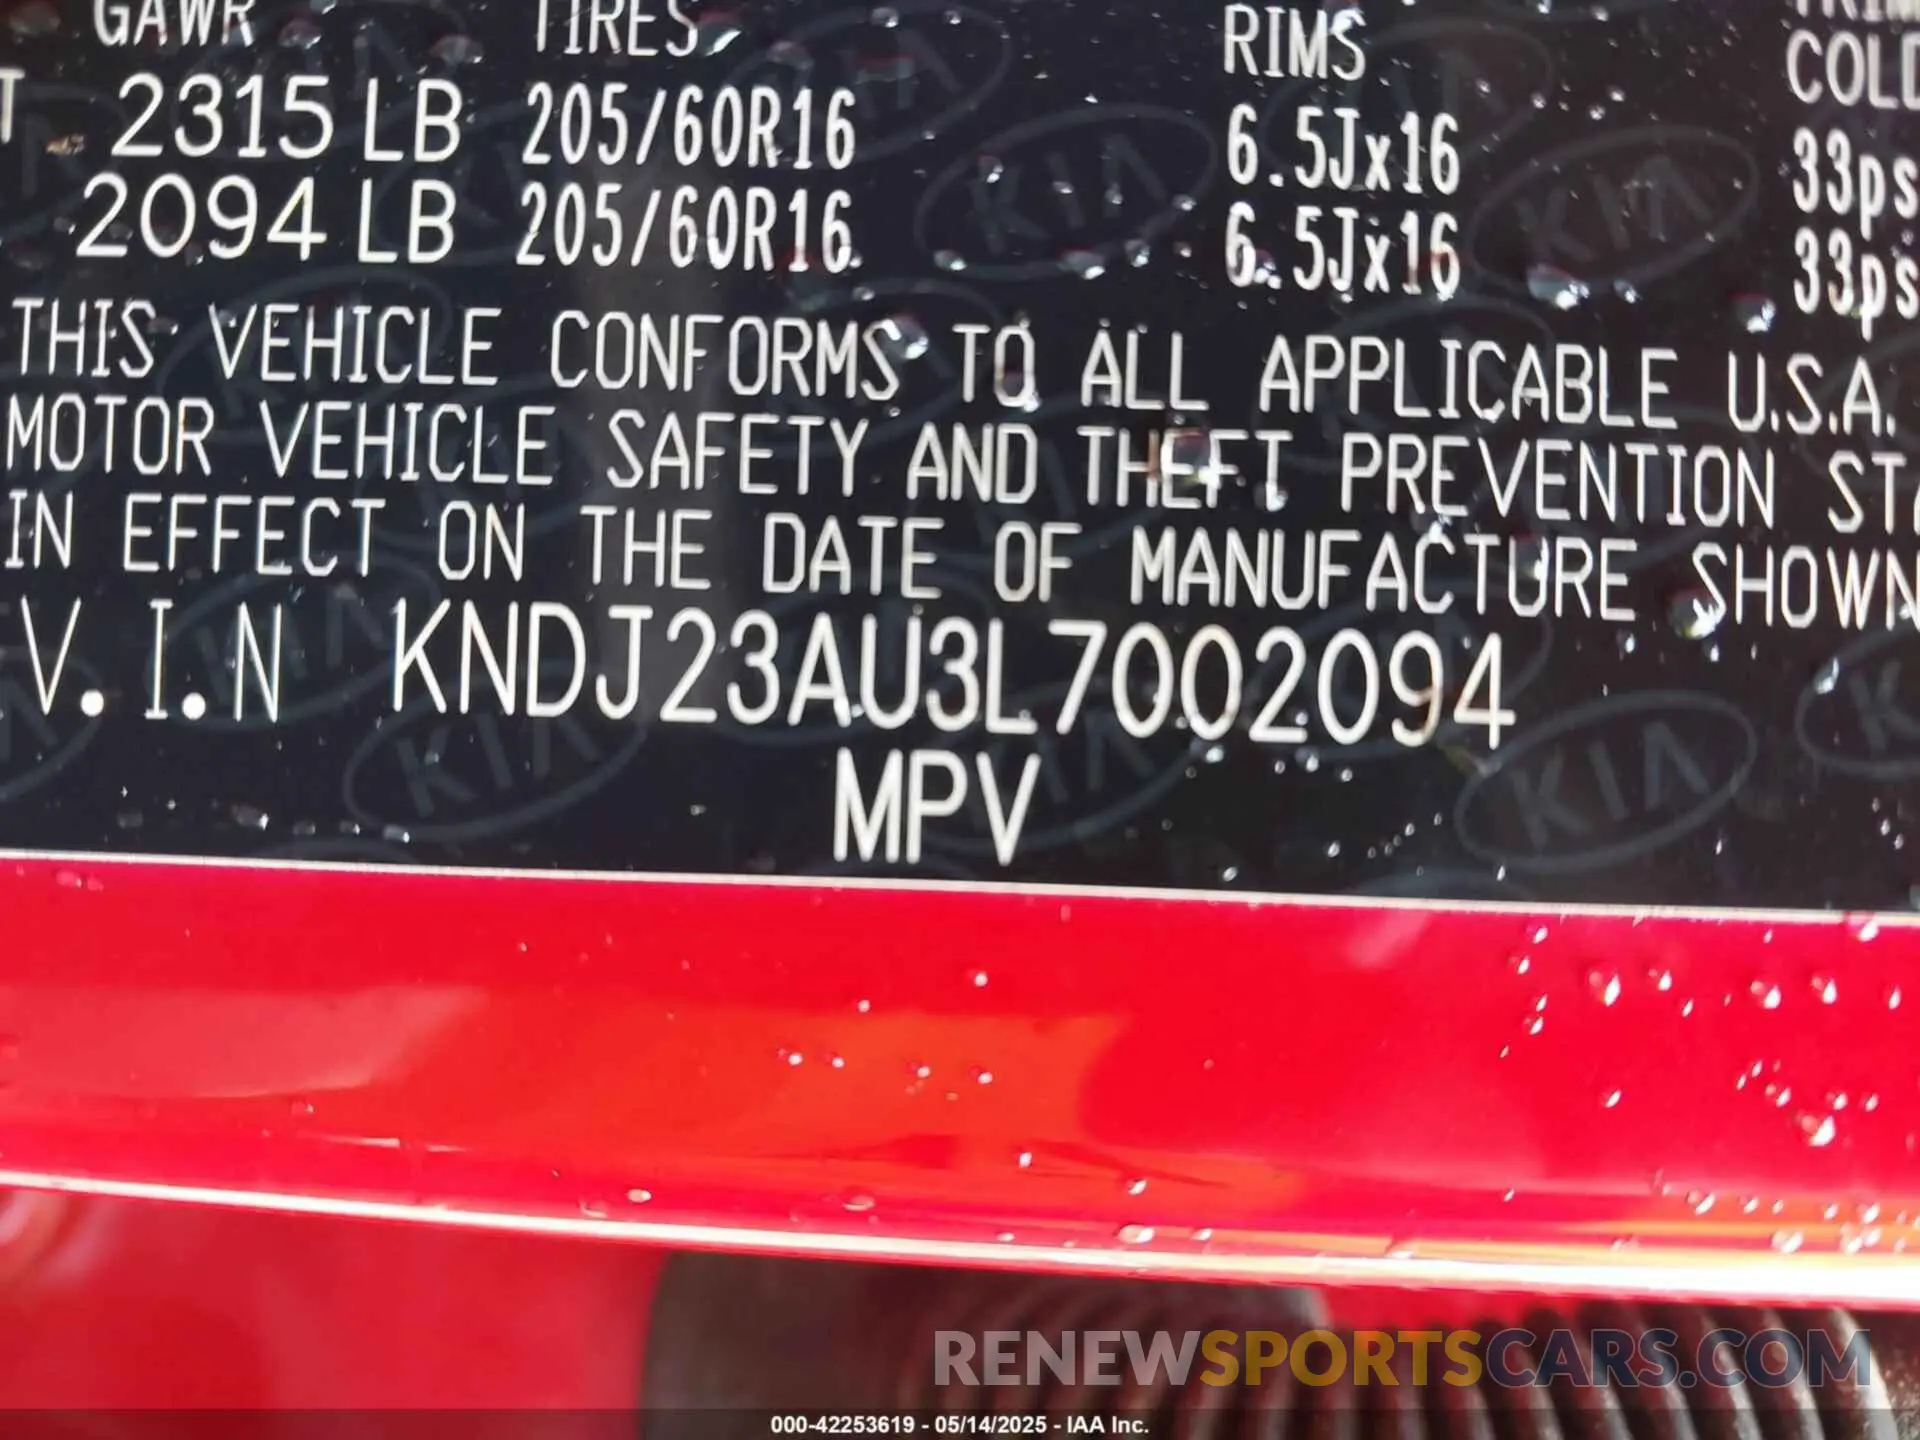 GAWR TIRES RIMS
COLD
T 2315 LB 205/60R16 6.5Jx16 33ps
2094 LB 205/60R16 6.5Jx16 33ps
THIS VEHICLE CONFORMS TO ALL APPLICABLE U.S.A.
MOTOR VEHICLE SAFETY AND THEFT PREVENTION STA
IN EFFECT ON THE DATE OF MANUFACTURE SHOWN
V.I.N KNDJ23AU3L7002094
MPV
RENEWSPORTSCARS.COM
000-42253619 - 05/14/2025 - IAA Inc.